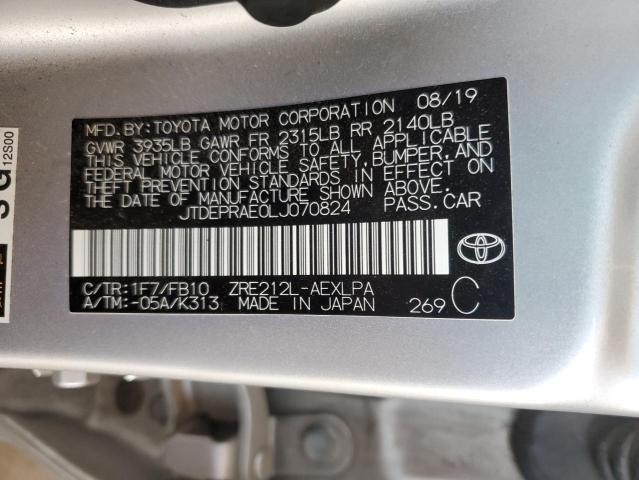 MFD. BY:TOYOTA MOTOR CORPORATION 08/19
GVWR 3935LB GAWR FR 2315LB RR 2140LB
THIS VEHICLE CONFORMS TO ALL APPLICABLE
FEDERAL MOTOR VEHICLE SAFETY, BUMPER, AND
THEFT PREVENTION STANDARDS IN EFFECT ON
THE DATE OF MANUFACTURE SHOWN ABOVE.
JTDEPRAE0LJ070824 PASS.CAR
C/TR:1F7/FB10 ZRE212L-AEXLPA
A/TM:-05A/K313 MADE IN JAPAN 269 C
12S00